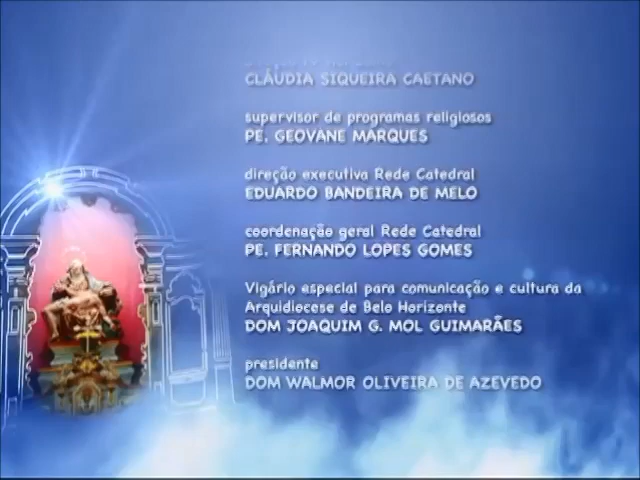 CLÁUDIA SIQUEIRA CAETANO
supervisor de programas religiosos
PE. GEOVANE MARQUES
direção executiva Rede Catedral
EDUARDO BANDEIRA DE MELO
coordenação geral Rede Catedral
PE. FERNANDO LOPES GOMES
Vigário especial para comunicação e cultura da
Arquidiocese de Belo Horizonte
DOM JOAQUIM G. MOL GUIMARÃES
presidente
DOM WALMOR OLIVEIRA DE AZEVEDO